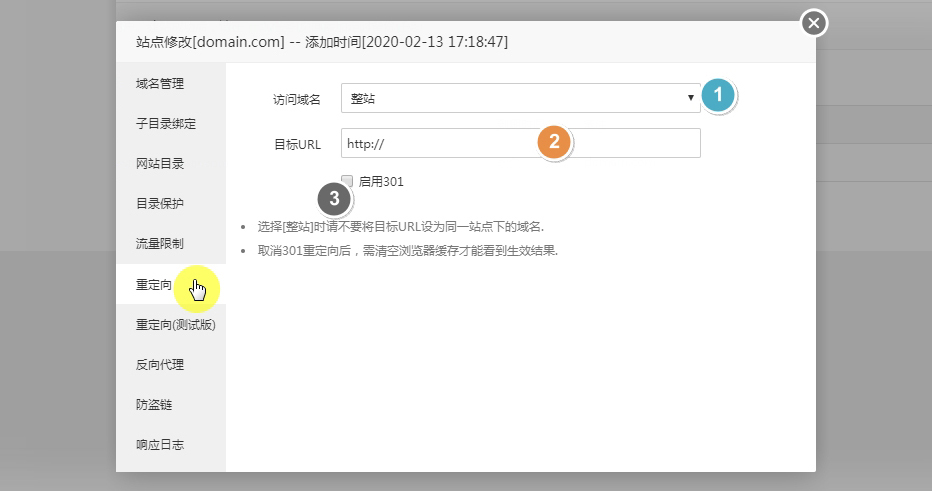 站点修改[domain.com] -- 添加时间[2020-02-13 17:18:47]
域名管理
子目录绑定
网站目录
目录保护
流量限制
重定向
重定向(测试版)
反向代理
防盗链
响应日志
访问域名
整站
1
目标URL
http://
2
启用301
3
选择[整站]时请不要将目标URL设为同一站点下的域名.
取消301重定向后，需清空浏览器缓存才能看到生效结果.